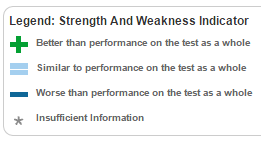 Legend: Strength And Weakness Indicator
Better than performance on the test as a whole
Similar to performance on the test as a whole
Worse than performance on the test as a whole
* Insufficient Information